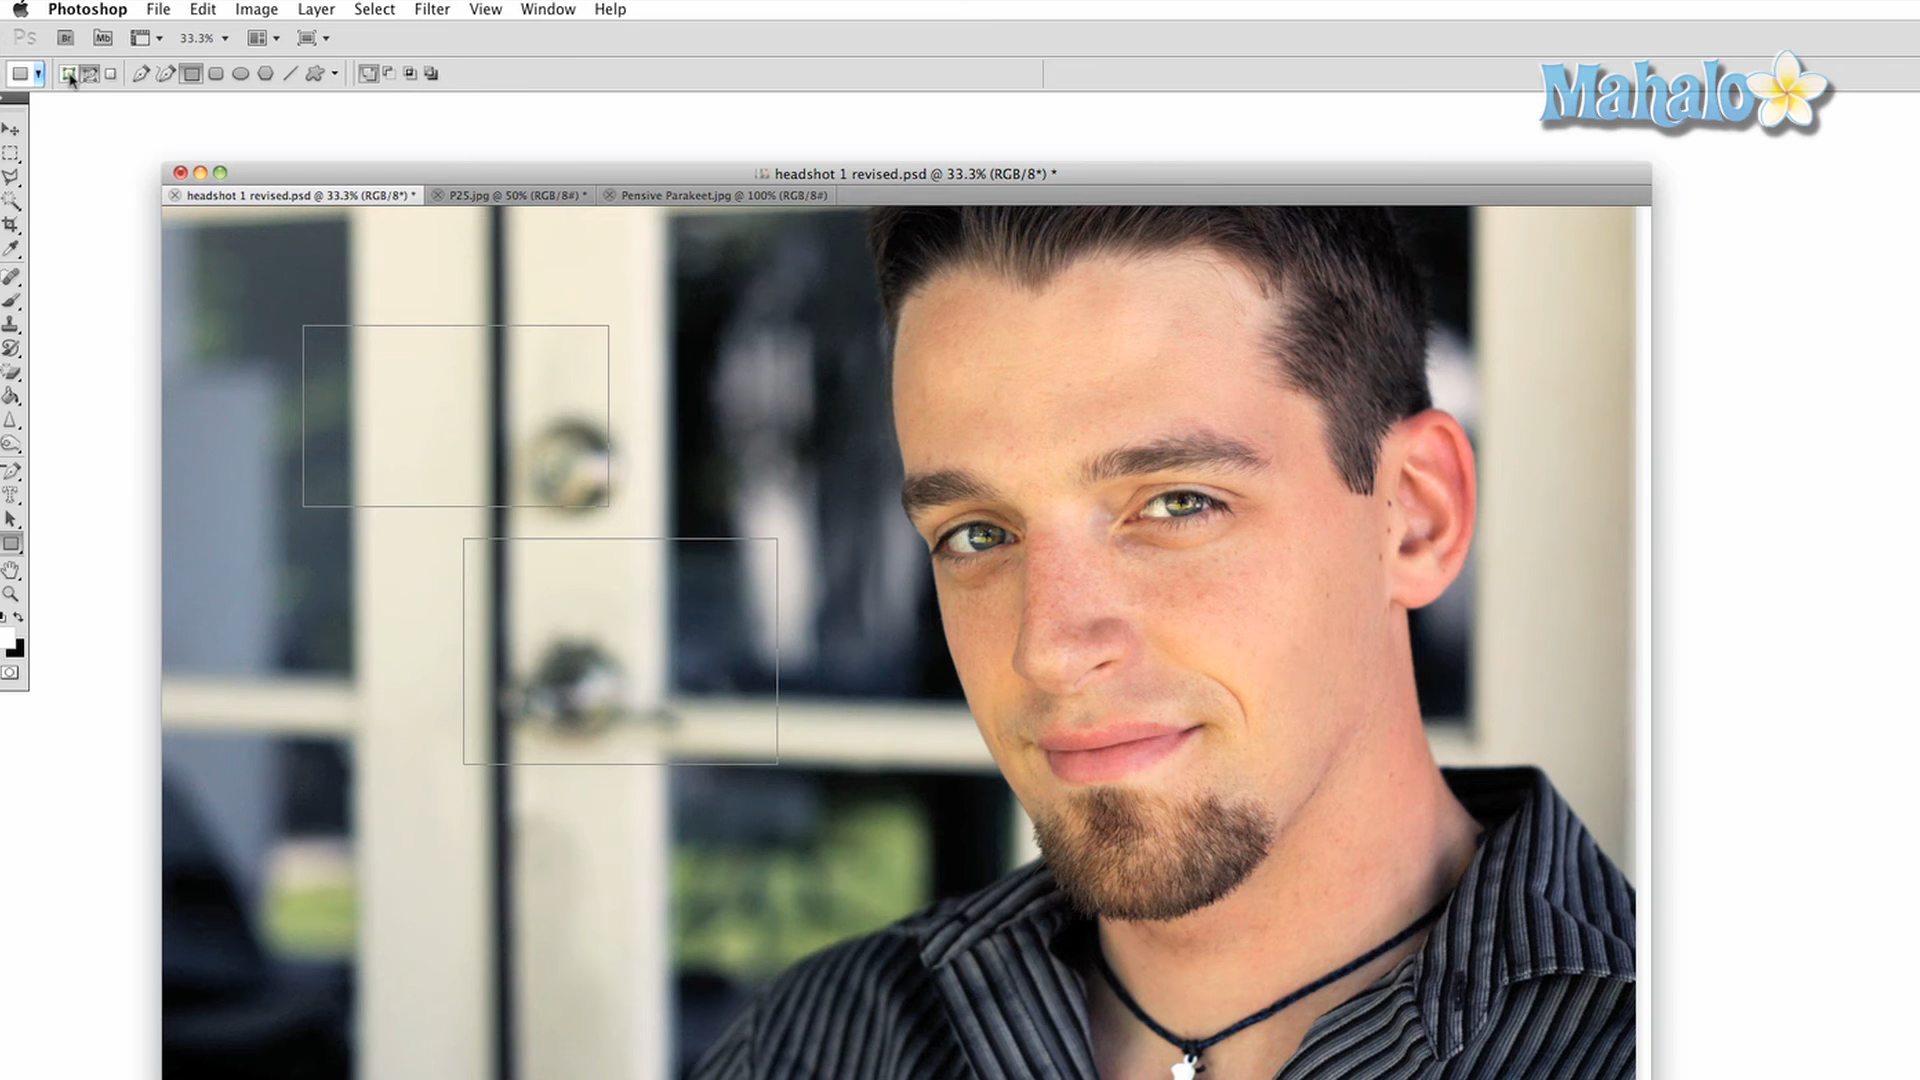 Photoshop File Edit Image Layer Select Filter View Window Help
Ps Br Mb 33.3%
Mahalo
headshot 1 revised.psd @ 33.3% (RGB/8*) *
headshot 1 revised.psd @ 33.3% (RGB/8*) * P25.jpg @ 50% (RGB/8#) * Pensive Parakeet.jpg @ 100% (RGB/8#)
T